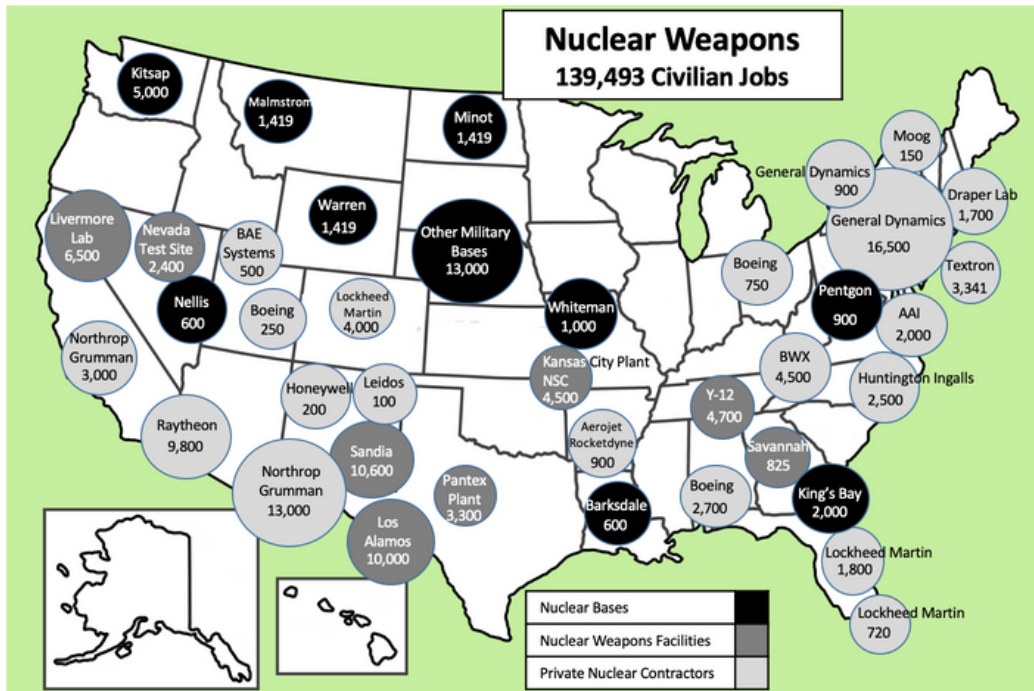 Nuclear Weapons
139,493 Civilian Jobs
Kitsap
5,000
Malmstrom
1,419
Minot
1,419
Moog
150
General Dynamics
900
Draper Lab
1,700
General Dynamics
16,500
Textron
3,341
Livermore
Lab
6,500
Nevada
Test Site
2,400
BAE
Systems
500
Warren
1,419
Other Military
Bases
13,000
Boeing
750
Pentgon
900
AAI
2,000
Nellis
600
Boeing
250
Lockheed
Martin
4,000
Whiteman
1,000
Northrop
Grumman
3,000
Kansas City Plant
NSC
4,500
BWX
4,500
Huntington Ingalls
2,500
Honeywell
200
Leidos
100
Y-12
4,700
Raytheon
9,800
Aerojet
Rocketdyne
900
Sandia
10,600
Savannah
825
Northrop
Grumman
13,000
Pantex
Plant
3,300
Barksdale
600
Boeing
2,700
King's Bay
2,000
Los
Alamos
10,000
Lockheed Martin
1,800
Lockheed Martin
720
Nuclear Bases
Nuclear Weapons Facilities
Private Nuclear Contractors